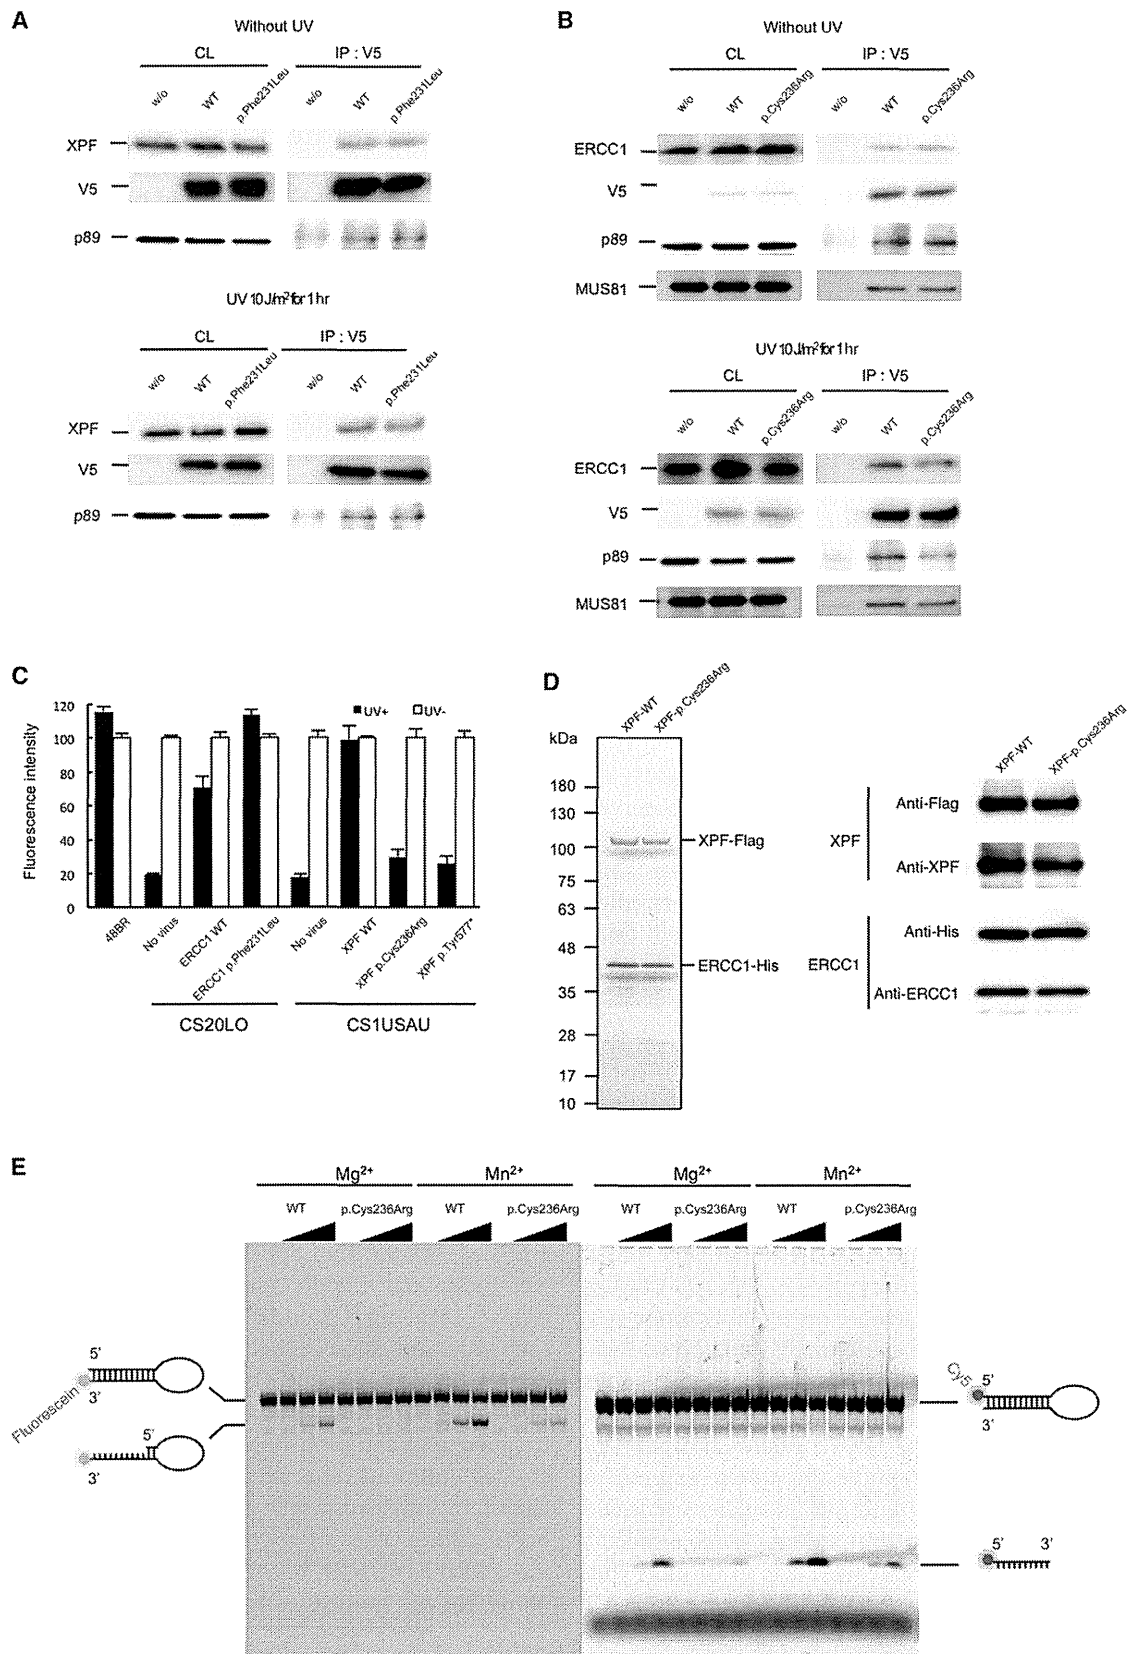 A
Without UV
CL
IP : V5
w/o
WT
p.Phe231Leu
w/o
WT
p.Phe231Leu
XPF
V5
p89
UV 10J/m² for 1 hr
CL
IP : V5
w/o
WT
p.Phe231Leu
w/o
WT
p.Phe231Leu
XPF
V5
p89
B
Without UV
CL
IP : V5
w/o
WT
p.Cys236Arg
w/o
WT
p.Cys236Arg
ERCC1
V5
p89
MUS81
UV 10J/m² for 1 hr
CL
IP : V5
w/o
WT
p.Cys236Arg
w/o
WT
p.Cys236Arg
ERCC1
V5
p89
MUS81
C
Fluorescence intensity
120
100
80
60
40
20
0
UV+
UV-
48BR
No virus
ERCC1 WT
ERCC1 p.Phe231Leu
No virus
XPF WT
XPF p.Cys236Arg
XPF p.Tyr577*
CS20LO
CS1USAU
D
XPF-WT
XPF-p.Cys236Arg
kDa
180
130
100
75
63
48
35
28
17
10
XPF-Flag
ERCC1-His
XPF-WT
XPF-p.Cys236Arg
XPF
Anti-Flag
Anti-XPF
ERCC1
Anti-His
Anti-ERCC1
E
Mg2+
Mn2+
Mg2+
Mn2+
WT
p.Cys236Arg
WT
p.Cys236Arg
WT
p.Cys236Arg
WT
p.Cys236Arg
5'
3'
Fluorescein
5'
3'
Cy5
5'
3'
5'
3'